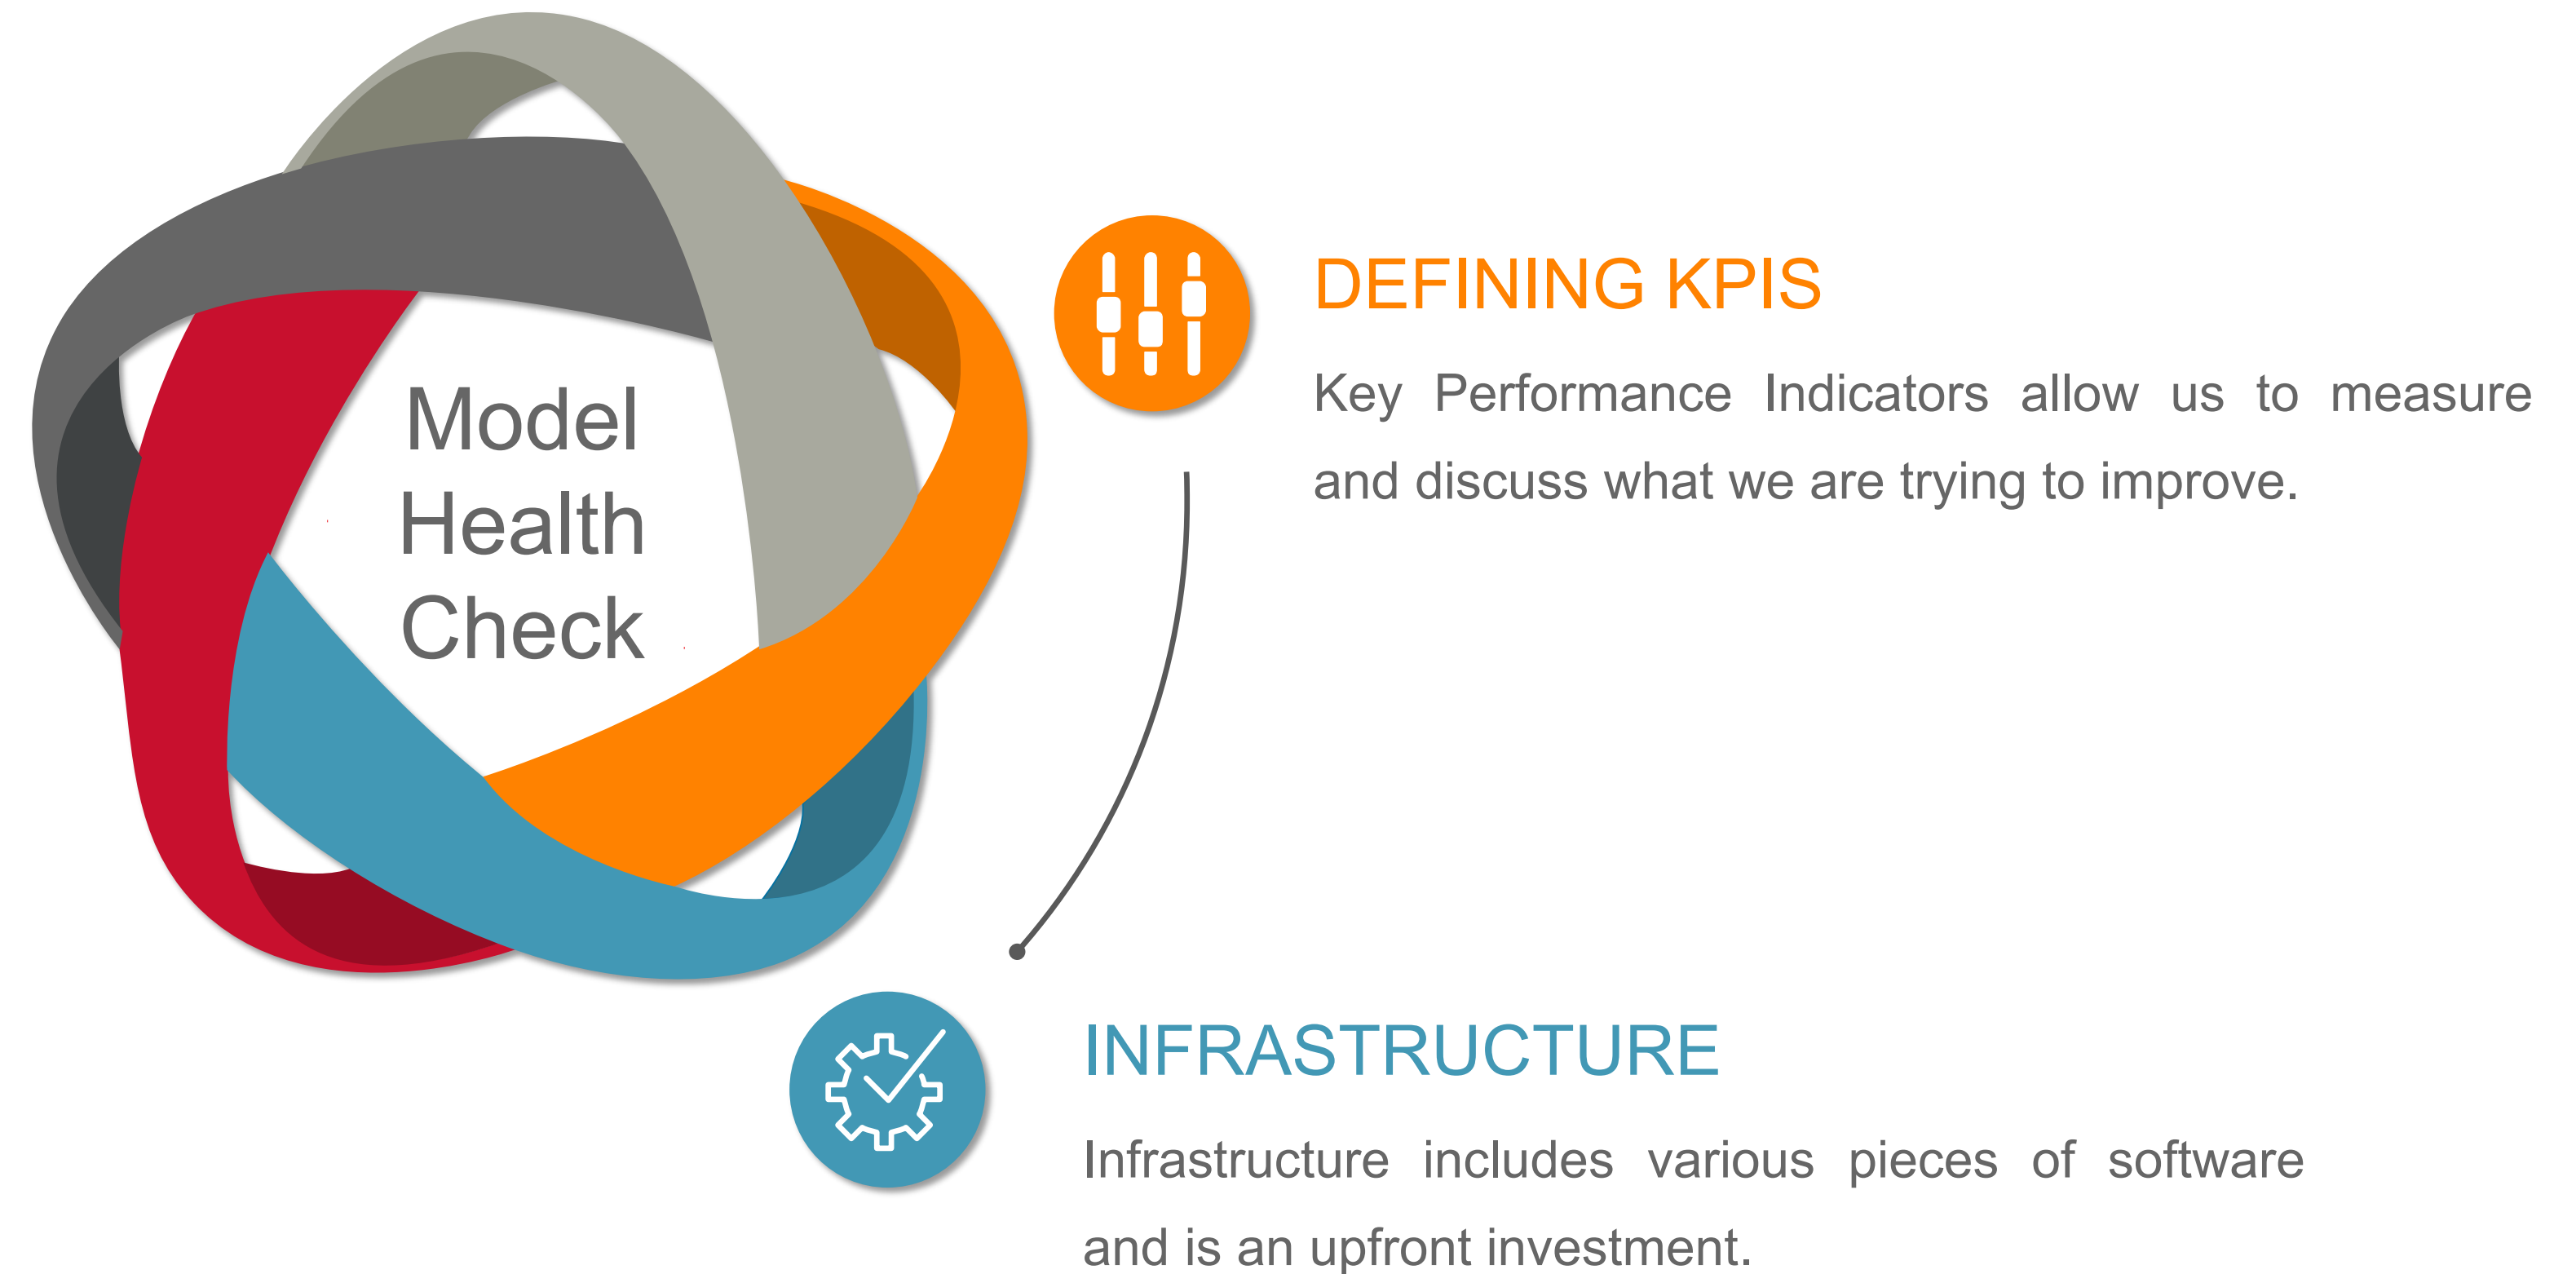 Model
Health
Check
DEFINING KPIS
Key Performance Indicators allow us to measure
and discuss what we are trying to improve.
INFRASTRUCTURE
Infrastructure includes various pieces of software
and is an upfront investment.